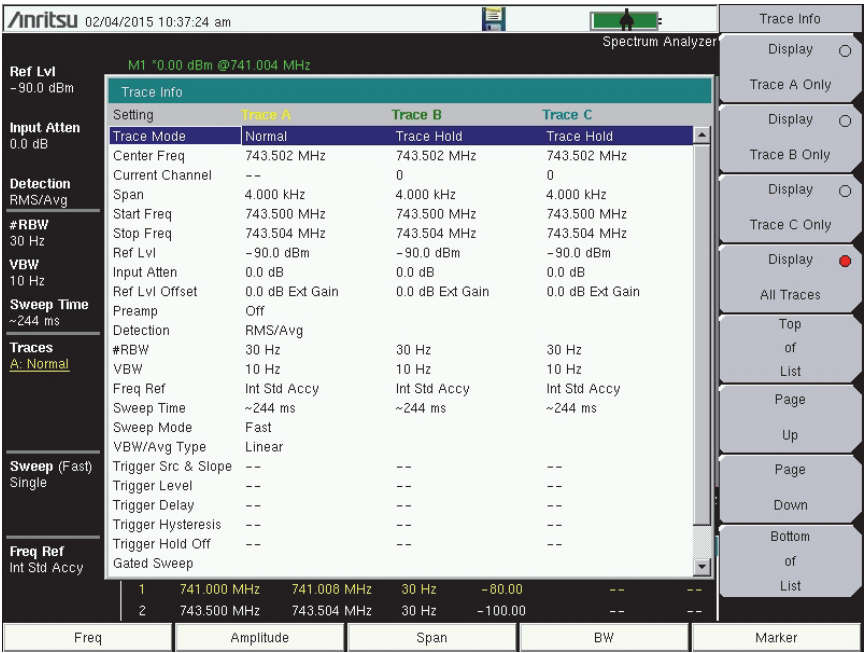 Anritsu 02/04/2015 10:37:24 am
Spectrum Analyzer
M1 *0.00 dBm @741.004 MHz
Ref Lvl
-90.0 dBm
Input Atten
0.0 dB
Detection
RMS/Avg
#RBW
30 Hz
VBW
10 Hz
Sweep Time
~244 ms
Traces
A: Normal
Sweep (Fast)
Single
Freq Ref
Int Std Accy
Trace Info
Setting Trace A Trace B Trace C
Trace Mode Normal Trace Hold Trace Hold
Center Freq 743.502 MHz 743.502 MHz 743.502 MHz
Current Channel -- 0 0
Span 4.000 kHz 4.000 kHz 4.000 kHz
Start Freq 743.500 MHz 743.500 MHz 743.500 MHz
Stop Freq 743.504 MHz 743.504 MHz 743.504 MHz
Ref Lvl -90.0 dBm -90.0 dBm -90.0 dBm
Input Atten 0.0 dB 0.0 dB 0.0 dB
Ref Lvl Offset 0.0 dB Ext Gain 0.0 dB Ext Gain 0.0 dB Ext Gain
Preamp Off
Detection RMS/Avg
#RBW 30 Hz 30 Hz 30 Hz
VBW 10 Hz 10 Hz 10 Hz
Freq Ref Int Std Accy Int Std Accy Int Std Accy
Sweep Time ~244 ms ~244 ms ~244 ms
Sweep Mode Fast
VBW/Avg Type Linear
Trigger Src & Slope -- -- --
Trigger Level -- -- --
Trigger Delay -- -- --
Trigger Hysteresis -- -- --
Trigger Hold Off -- -- --
Gated Sweep
1 741.000 MHz 741.008 MHz 30 Hz -80.00 -- --
2 743.500 MHz 743.504 MHz 30 Hz -100.00 -- --
Trace Info
Display
Trace A Only
Display
Trace B Only
Display
Trace C Only
Display
All Traces
Top
of
List
Page
Up
Page
Down
Bottom
of
List
Freq Amplitude Span BW Marker